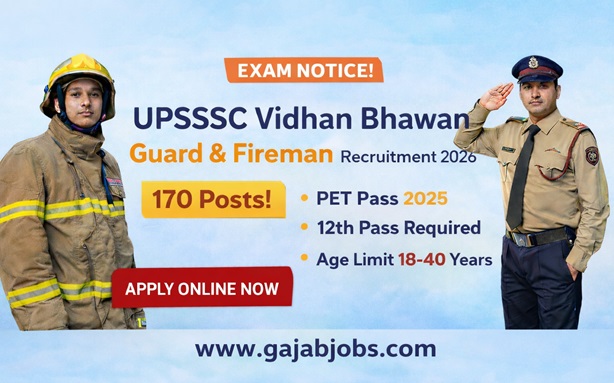 EXAM NOTICE!
UPSSSC Vidhan Bhawan
Guard & Fireman Recruitment 2026
170 Posts!
• PET Pass 2025
• 12th Pass Required
• Age Limit 18-40 Years
APPLY ONLINE NOW
www.gajabjobs.com